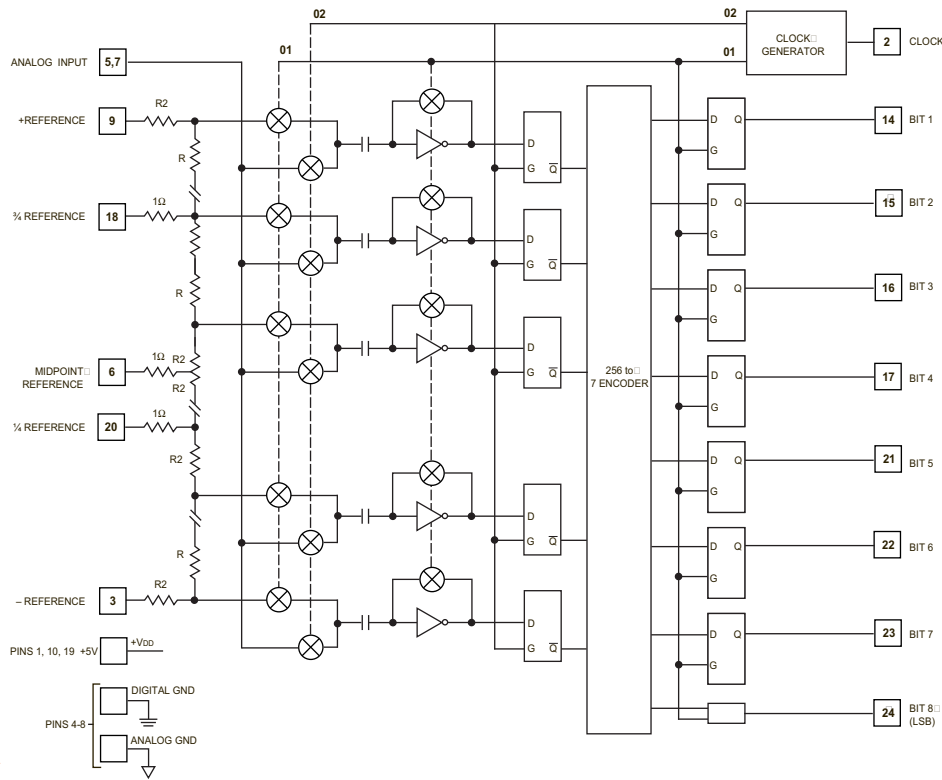 02
02
01
01
CLOCK□
GENERATOR
2
CLOCK
ANALOG INPUT
5,7
+REFERENCE
9
R2
R
D
G
Q
D
Q
G
14
BIT 1
¾ REFERENCE
18
1Ω
R
D
G
Q
D
Q
G
15
BIT 2
D
Q
G
16
BIT 3
MIDPOINT□
REFERENCE
6
1Ω
R2
R2
D
G
Q
256 to□
7 ENCODER
D
Q
G
17
BIT 4
¼ REFERENCE
20
1Ω
R2
D
Q
G
21
BIT 5
D
G
Q
D
Q
G
22
BIT 6
R
– REFERENCE
3
R2
D
G
Q
D
Q
G
23
BIT 7
PINS 1, 10, 19 +5V
+VDD
24
BIT 8□
(LSB)
PINS 4-8
DIGITAL GND
ANALOG GND